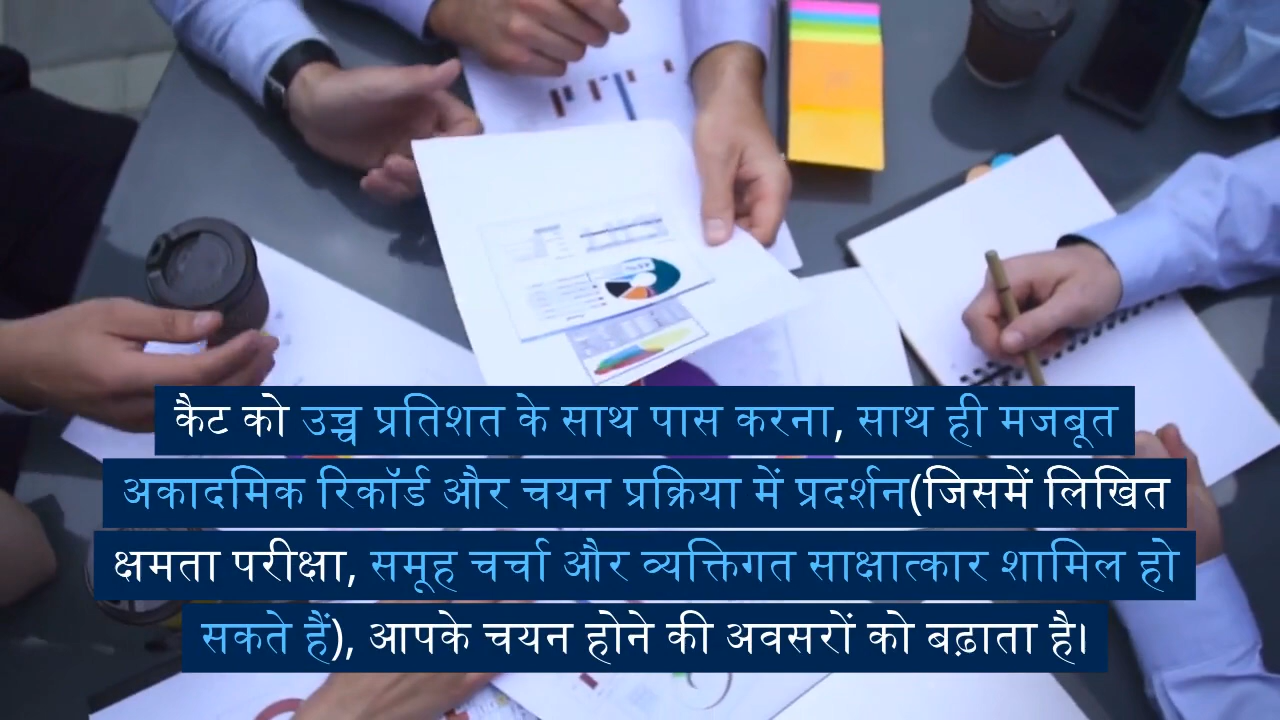 कैट को उच्च प्रतिशत के साथ पास करना, साथ ही मजबूत
अकादमिक रिकॉर्ड और चयन प्रक्रिया में प्रदर्शन(जिसमें लिखित
क्षमता परीक्षा, समूह चर्चा और व्यक्तिगत साक्षात्कार शामिल हो
सकते हैं), आपके चयन होने की अवसरों को बढ़ाता है।